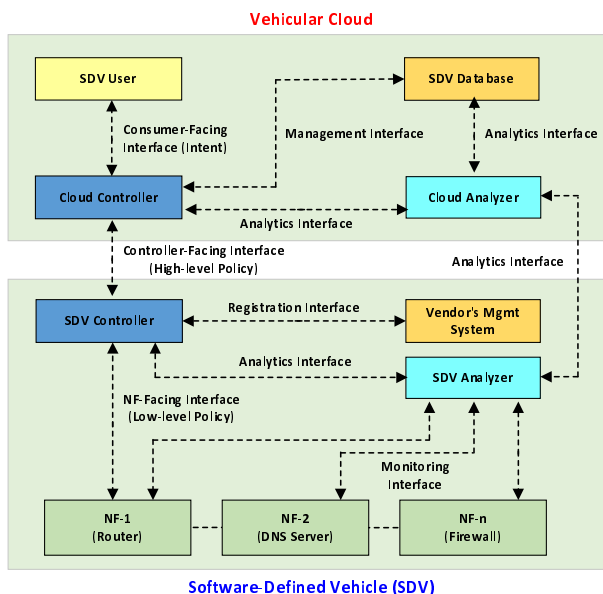 Vehicular Cloud
SDV User
SDV Database
Consumer-Facing
Interface (Intent)
Management Interface
Analytics Interface
Cloud Controller
Cloud Analyzer
Analytics Interface
Controller-Facing Interface
(High-level Policy)
Analytics Interface
SDV Controller
Registration Interface
Vendor's Mgmt
System
Analytics Interface
SDV Analyzer
NF-Facing Interface
(Low-level Policy)
Monitoring
Interface
NF-1
(Router)
NF-2
(DNS Server)
NF-n
(Firewall)
Software-Defined Vehicle (SDV)